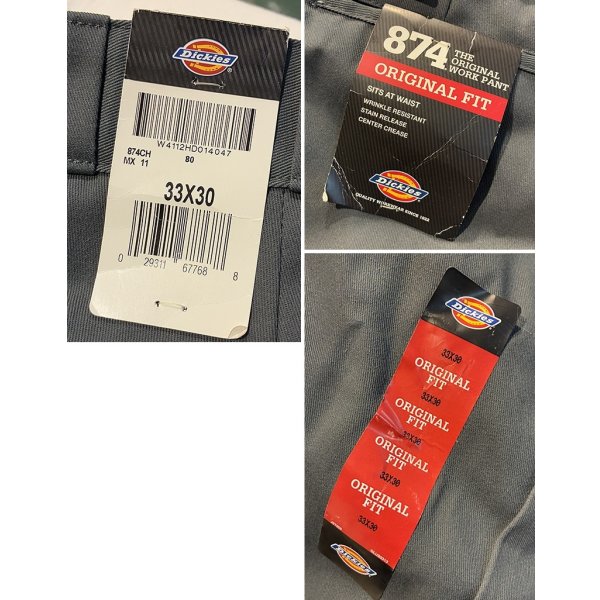 Dickies
W4112HD014047
874CH
80
MX 11
33X30
0 29311 67768 8
874 THE ORIGINAL WORK PANT
ORIGINAL FIT
SITS AT WAIST
WRINKLE RESISTANT
STAIN RELEASE
CENTER CREASE
Dickies
QUALITY WORKWEAR SINCE 1922
Dickies
33X30
ORIGINAL
FIT
33X30
ORIGINAL
FIT
33X30
ORIGINAL
FIT
33X30
ORIGINAL
FIT
33X30
Dickies